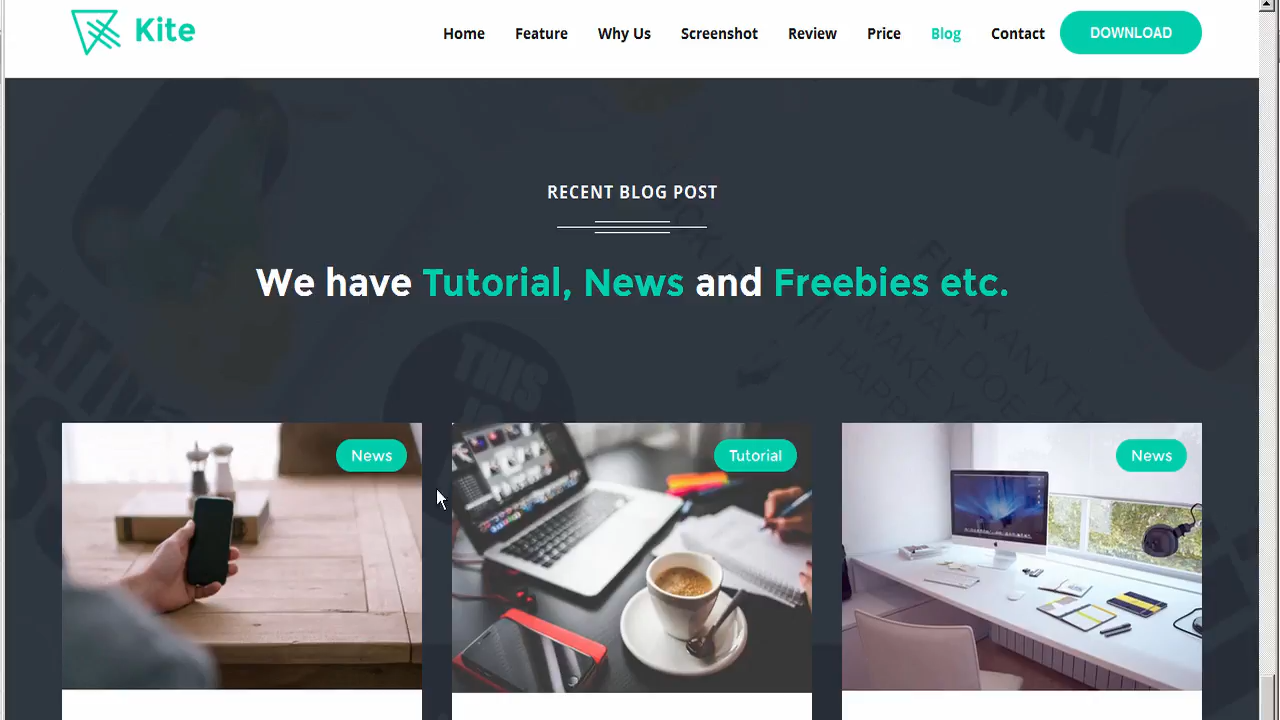 Kite
Home Feature Why Us Screenshot Review Price Blog Contact DOWNLOAD
RECENT BLOG POST
We have Tutorial, News and Freebies etc.
THIS
News
Tutorial
News